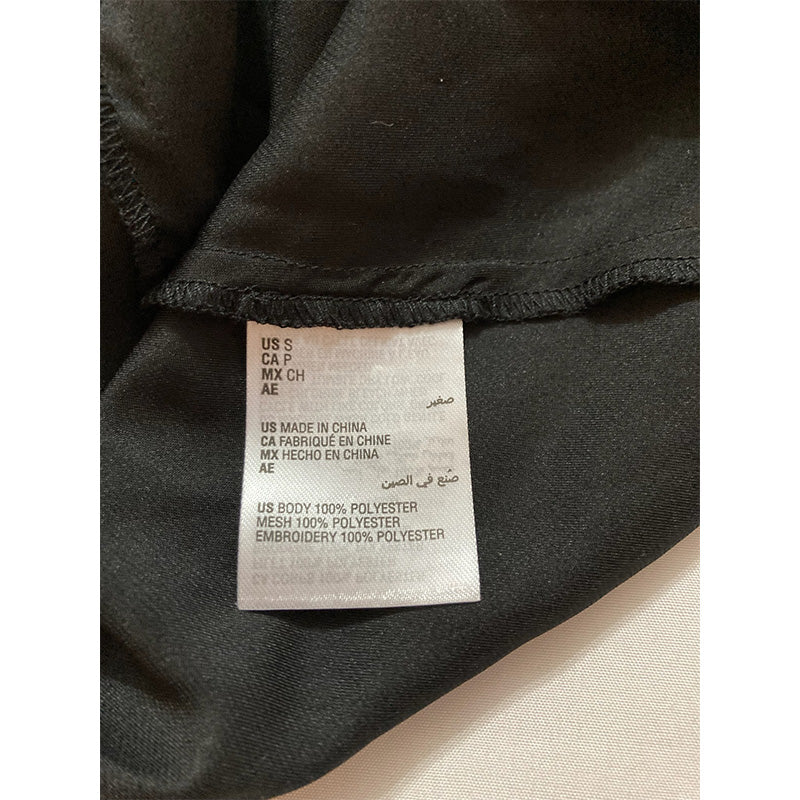 US S
CA P
MX CH
AE
صغير
US MADE IN CHINA
CA FABRIQUÉ EN CHINE
MX HECHO EN CHINA
AE
صُنع في الصين
US BODY 100% POLYESTER
MESH 100% POLYESTER
EMBROIDERY 100% POLYESTER